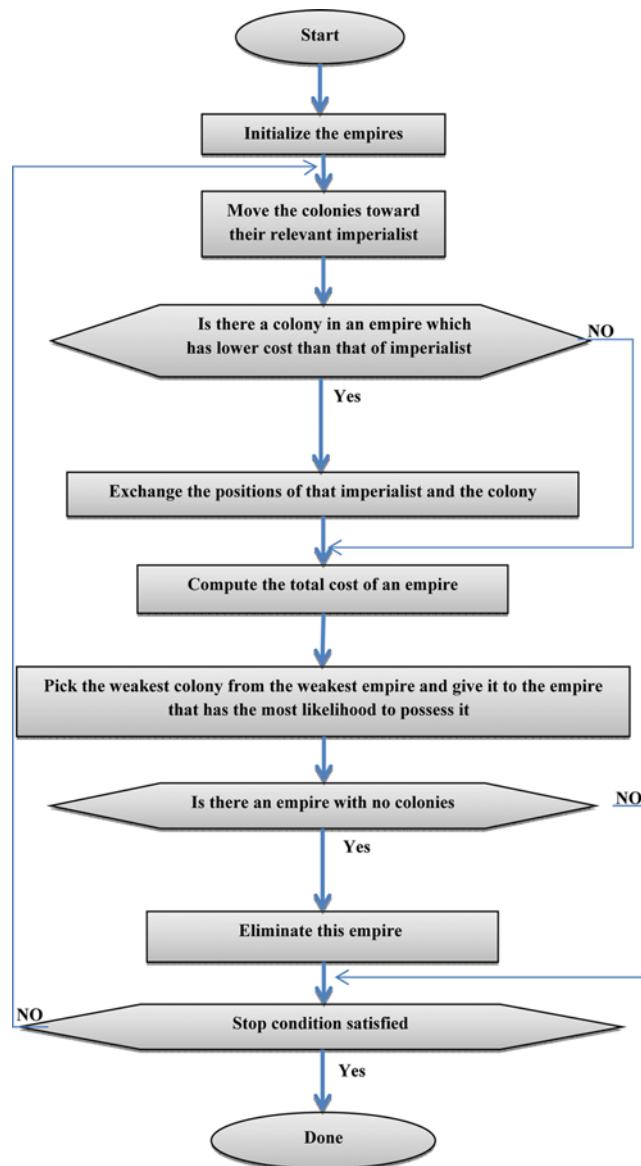 Start
Initialize the empires
Move the colonies toward
their relevant imperialist
Is there a colony in an empire which
has lower cost than that of imperialist
NO
Yes
Exchange the positions of that imperialist and the colony
Compute the total cost of an empire
Pick the weakest colony from the weakest empire and give it to the empire
that has the most likelihood to possess it
Is there an empire with no colonies
NO
Yes
Eliminate this empire
NO
Stop condition satisfied
Yes
Done